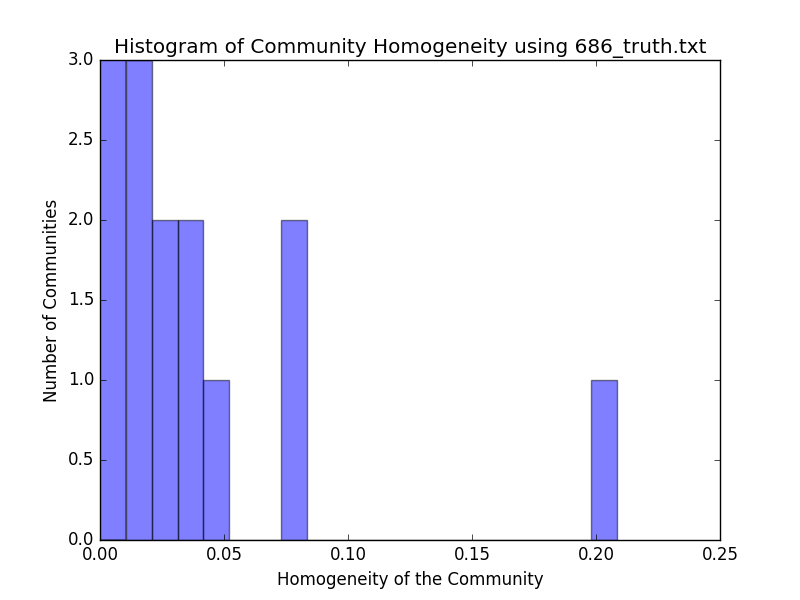 Histogram of Community Homogeneity using 686_truth.txt
3.0
2.5
2.0
1.5
1.0
0.5
0.0
Number of Communities
0.00 0.05 0.10 0.15 0.20 0.25
Homogeneity of the Community